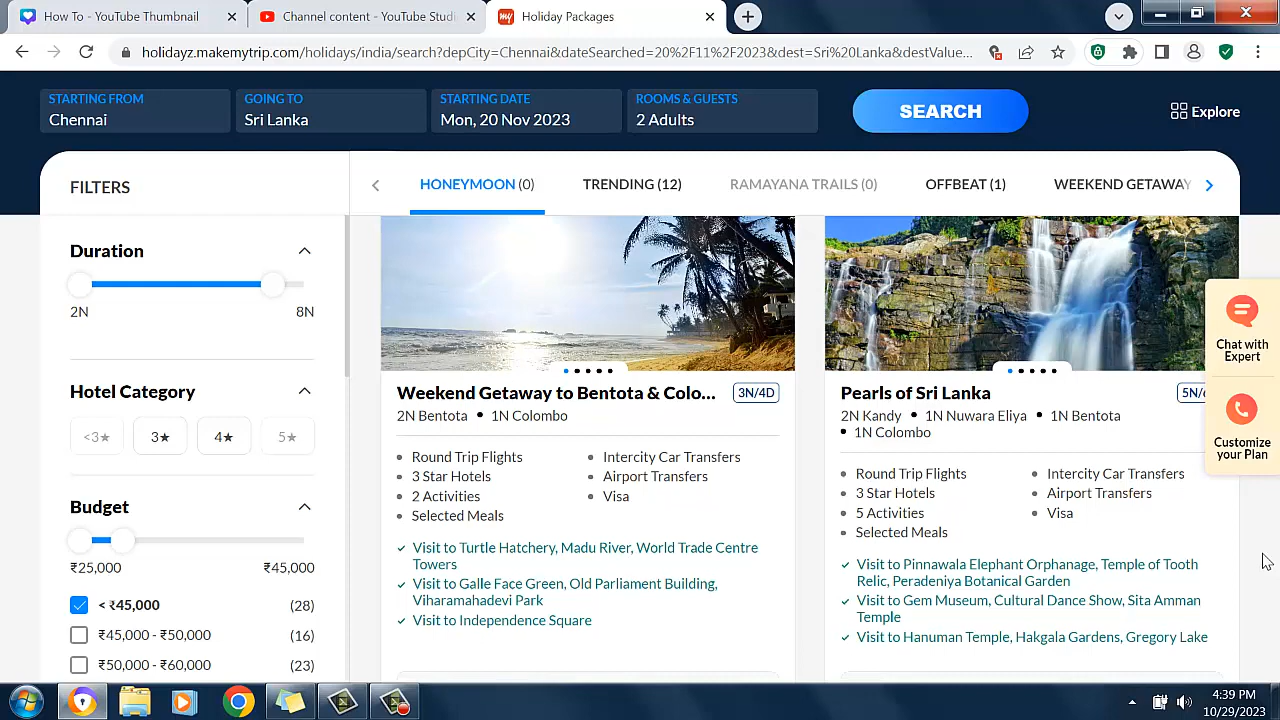 How To - YouTube Thumbnail
Channel content - YouTube Stud
my
Holiday Packages
holidayz.makemytrip.com/holidays/india/search?depCity=Chennai&dateSearched=20%2F11%2F2023&dest=Sri%20Lanka&destValue...
STARTING FROM
Chennai
GOING TO
Sri Lanka
STARTING DATE
Mon, 20 Nov 2023
ROOMS & GUESTS
2 Adults
SEARCH
Explore
FILTERS
HONEYMOON (0)
TRENDING (12)
RAMAYANA TRAILS (0)
OFFBEAT (1)
WEEKEND GETAWAY
Duration
2N
8N
Hotel Category
<3★
3★
4★
5★
Budget
₹25,000
₹45,000
< ₹45,000
(28)
₹45,000 - ₹50,000
(16)
₹50,000 - ₹60,000
(23)
Weekend Getaway to Bentota & Colo...
3N/4D
2N Bentota • 1N Colombo
Round Trip Flights
Intercity Car Transfers
3 Star Hotels
Airport Transfers
2 Activities
Visa
Selected Meals
Visit to Turtle Hatchery, Madu River, World Trade Centre
Towers
Visit to Galle Face Green, Old Parliament Building,
Viharamahadevi Park
Visit to Independence Square
Pearls of Sri Lanka
5N/6
2N Kandy • 1N Nuwara Eliya • 1N Bentota
• 1N Colombo
Round Trip Flights
Intercity Car Transfers
3 Star Hotels
Airport Transfers
5 Activities
Visa
Selected Meals
Visit to Pinnawala Elephant Orphanage, Temple of Tooth
Relic, Peradeniya Botanical Garden
Visit to Gem Museum, Cultural Dance Show, Sita Amman
Temple
Visit to Hanuman Temple, Hakgala Gardens, Gregory Lake
Chat with
Expert
Customize
your Plan
4:39 PM
10/29/2023